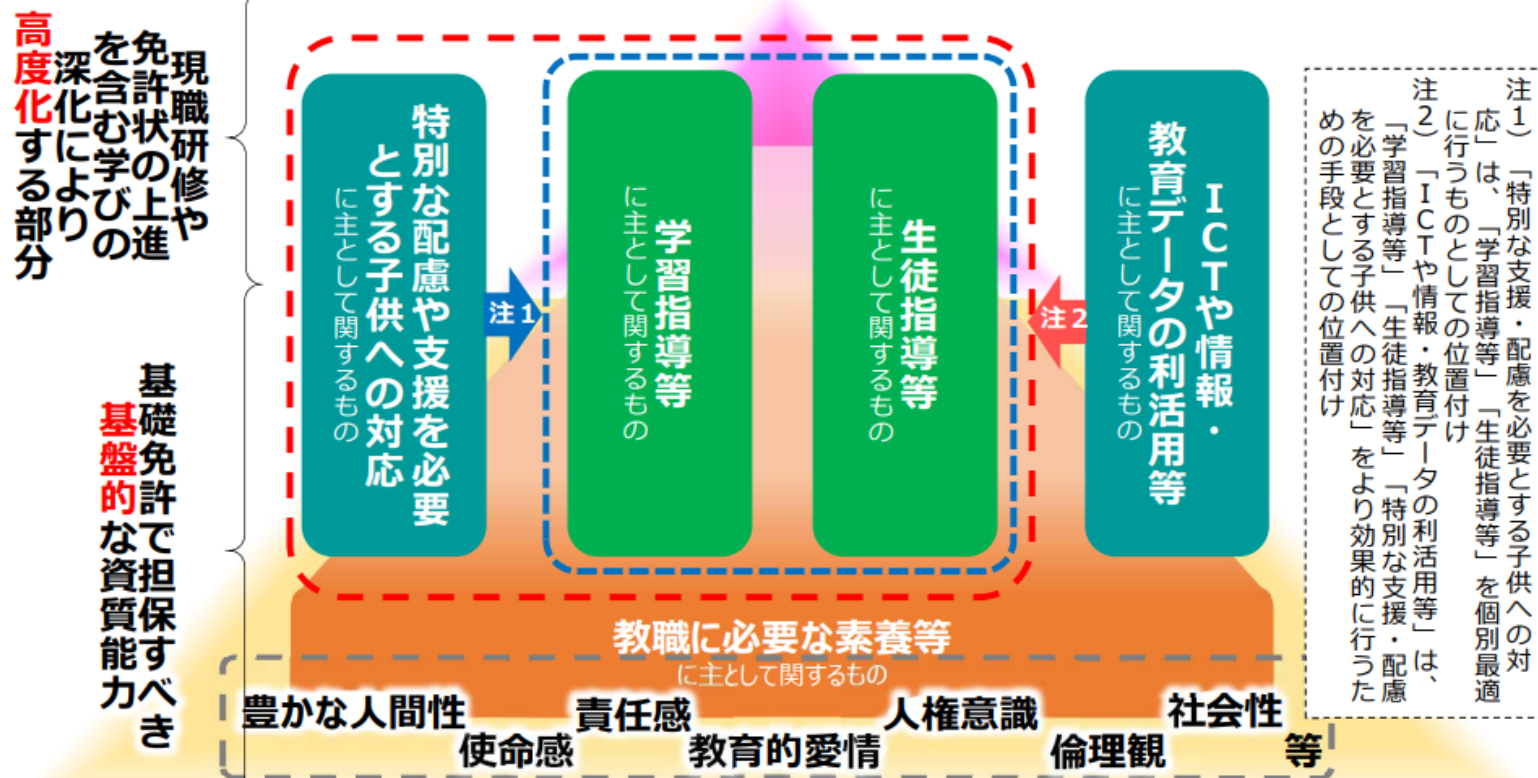 現職研修や
免許状の上進
を含む学びの
深化により
高度化する部分
基礎免許で担保すべき
基盤的な資質能力
特別な配慮や支援を必要
とする子供への対応
に主として関するもの
注1
学習指導等
に主として関するもの
生徒指導等
に主として関するもの
注2
ICTや情報・
教育データの利活用等
に主として関するもの
注1）「特別な支援・配慮を必要とする子供への対
応」は、「学習指導等」「生徒指導等」を個別最適
に行うものとしての位置付け
注2）「ICTや情報・教育データの利活用等」は、
「学習指導等」「生徒指導等」「特別な支援・配慮
を必要とする子供への対応」をより効果的に行うた
めの手段としての位置付け
教職に必要な素養等
に主として関するもの
豊かな人間性 責任感 人権意識 社会性
使命感 教育的愛情 倫理観 等